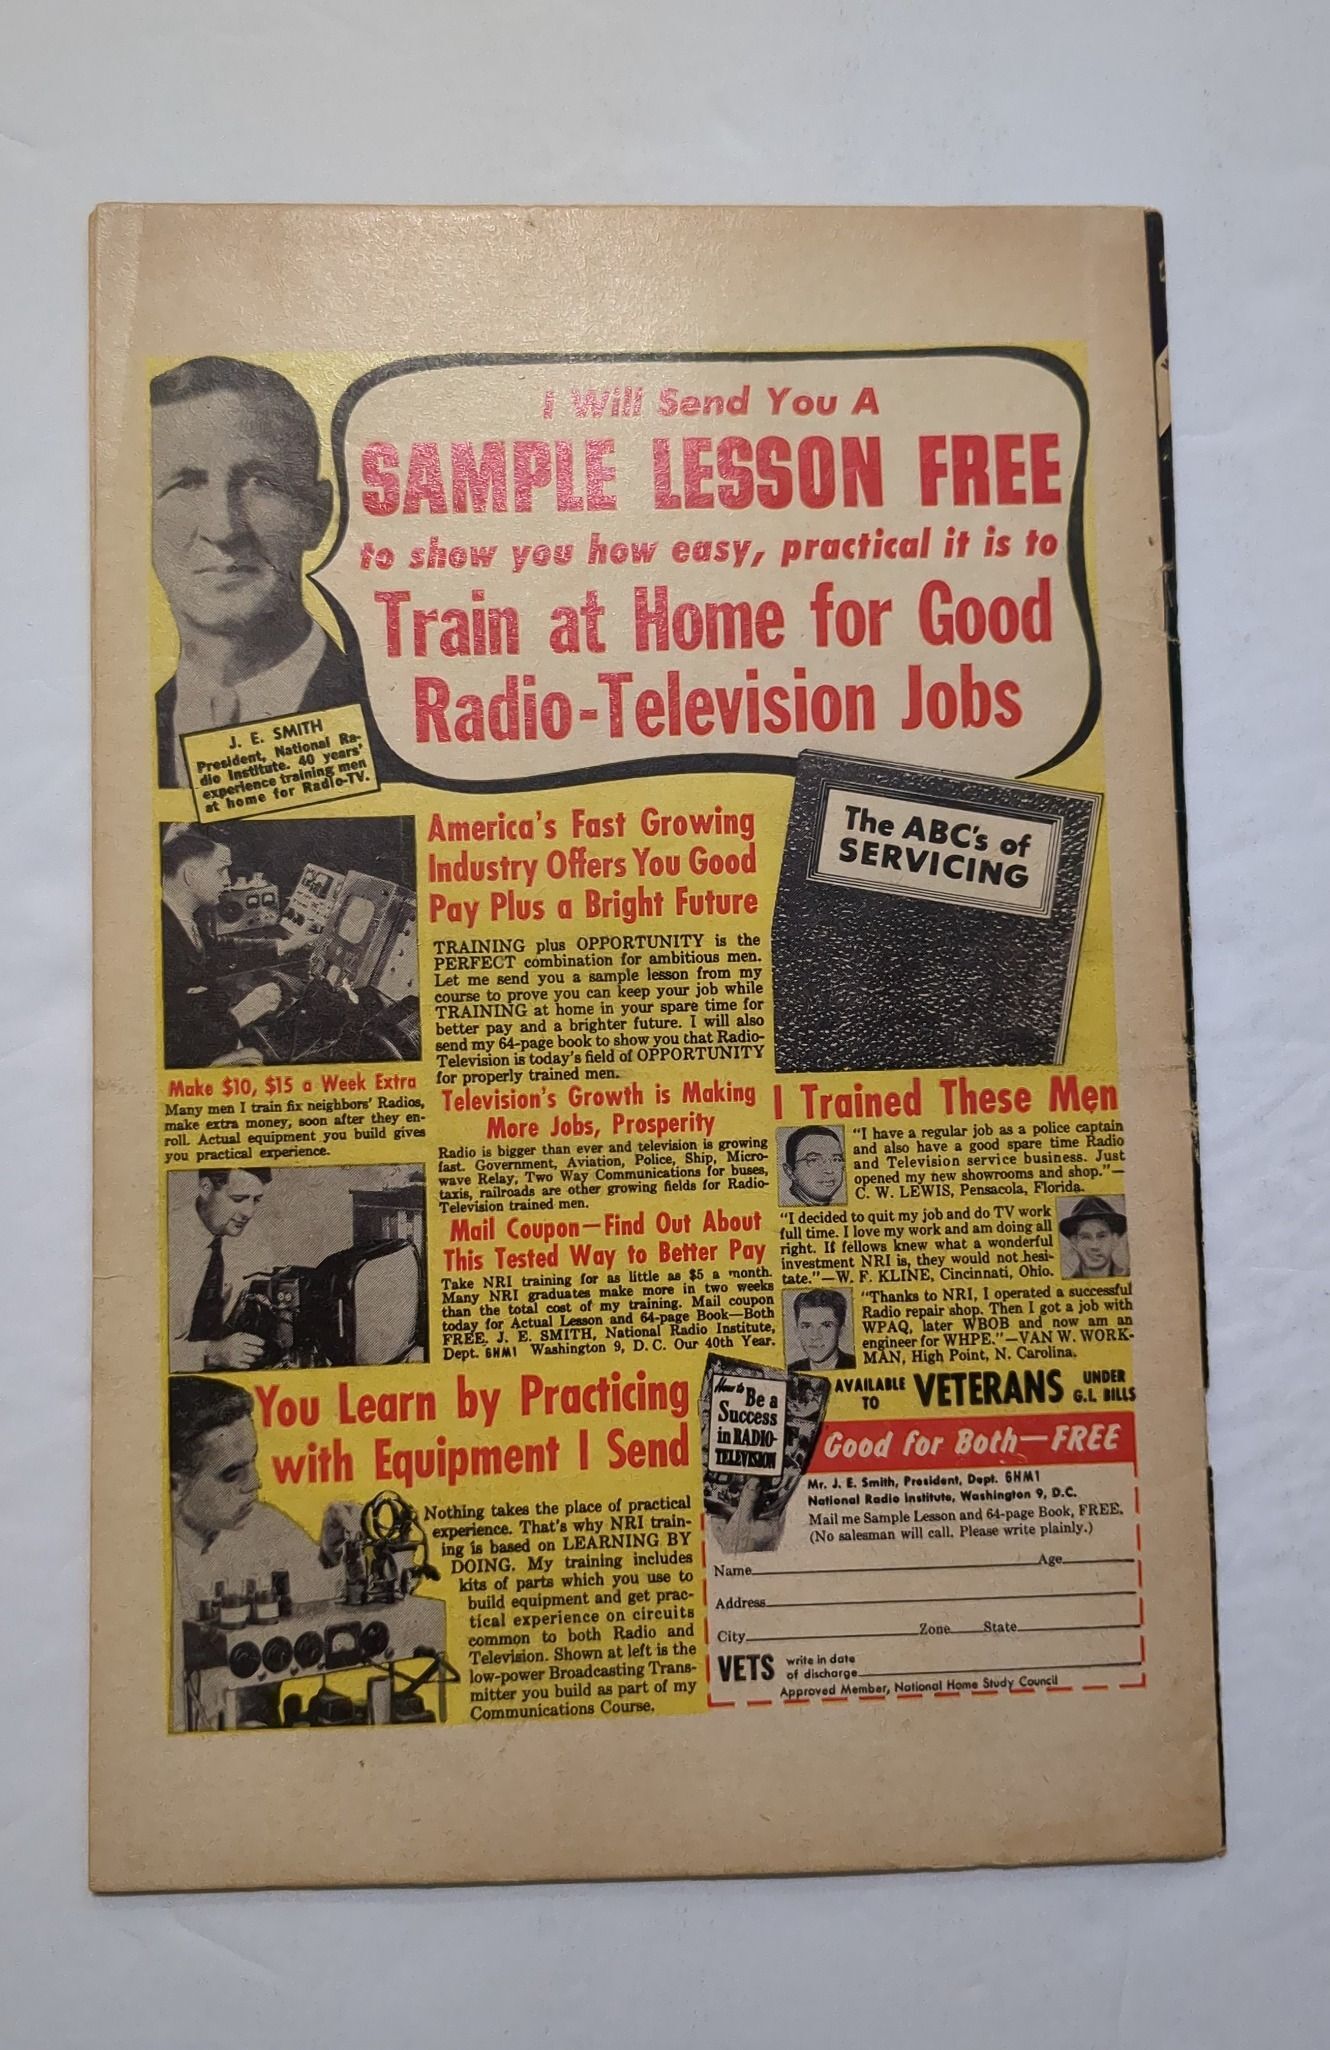 I Will Send You A
SAMPLE LESSON FREE
to show you how easy, practical it is to
Train at Home for Good
Radio-Television Jobs
J. E. SMITH
President, National Ra-
dio Institute. 40 years'
experience training men
at home for Radio-TV.
America's Fast Growing
Industry Offers You Good
Pay Plus a Bright Future
TRAINING plus OPPORTUNITY is the
PERFECT combination for ambitious men.
Let me send you a sample lesson from my
course to prove you can keep your job while
TRAINING at home in your spare time for
better pay and a brighter future. I will also
send my 64-page book to show you that Radio-
Television is today's field of OPPORTUNITY
for properly trained men.
The ABC's of
SERVICING
Make $10, $15 a Week Extra
Many men I train fix neighbors' Radios,
make extra money, soon after they en-
roll. Actual equipment you build gives
you practical experience.
Television's Growth is Making
More Jobs, Prosperity
Radio is bigger than ever and television is growing
fast. Government, Aviation, Police, Ship, Micro-
wave Relay, Two Way Communications for buses,
taxis, railroads are other growing fields for Radio-
Television trained men.
Mail Coupon—Find Out About
This Tested Way to Better Pay
Take NRI training for as little as $5 a month.
Many NRI graduates make more in two weeks
than the total cost of my training. Mail coupon
today for Actual Lesson and 64-page Book—Both
FREE. J. E. SMITH, National Radio Institute,
Dept. 6HM1 Washington 9, D. C. Our 40th Year.
I Trained These Men
"I have a regular job as a police captain
and also have a good spare time Radio
and Television service business. Just
opened my new showrooms and shop."—
C. W. LEWIS, Pensacola, Florida.
"I decided to quit my job and do TV work
full time. I love my work and am doing all
right. If fellows knew what a wonderful
investment NRI is, they would not hesi-
tate."—W. F. KLINE, Cincinnati, Ohio.
"Thanks to NRI, I operated a successful
Radio repair shop. Then I got a job with
WPAQ, later WBOB and now am an
engineer for WHPE."—VAN W. WORK-
MAN, High Point, N. Carolina.
AVAILABLE TO VETERANS UNDER G.I. BILLS
You Learn by Practicing
with Equipment I Send
Nothing takes the place of practical
experience. That's why NRI train-
ing is based on LEARNING BY
DOING. My training includes
kits of parts which you use to
build equipment and get prac-
tical experience on circuits
common to both Radio and
Television. Shown at left is the
low-power Broadcasting Trans-
mitter you build as part of my
Communications Course.
How to
Be a
Success
in RADIO-
TELEVISION
Good for Both—FREE
Mr. J. E. Smith, President, Dept. 6HM1
National Radio Institute, Washington 9, D.C.
Mail me Sample Lesson and 64-page Book, FREE.
(No salesman will call. Please write plainly.)
Name Age
Address
City Zone State
VETS write in date
of discharge
Approved Member, National Home Study Council